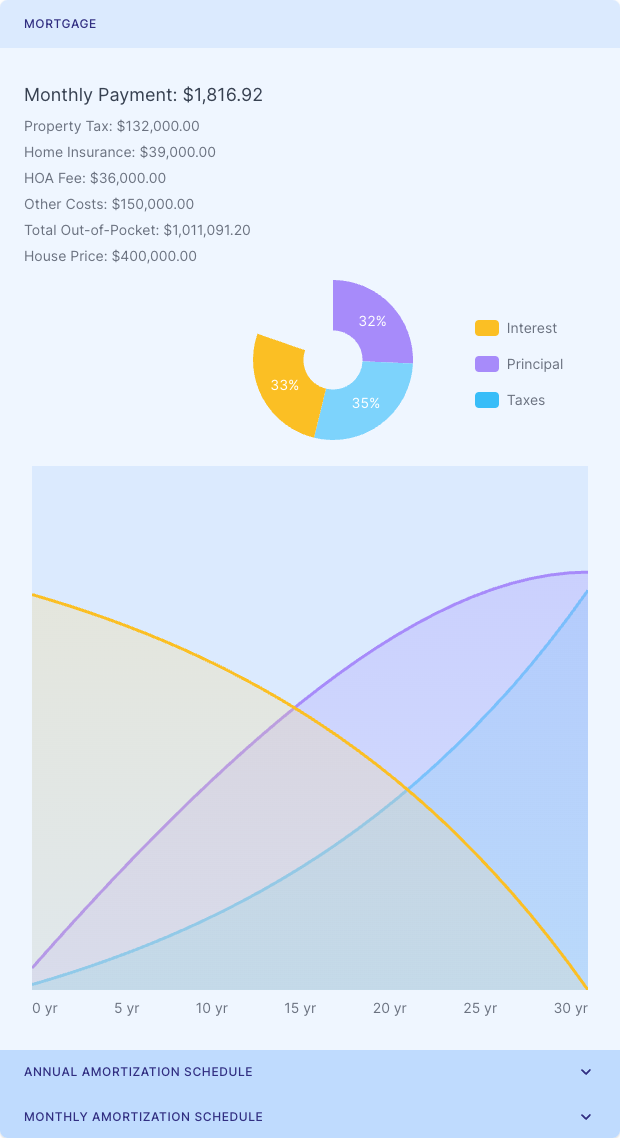 MORTGAGE
Monthly Payment: $1,816.92
Property Tax: $132,000.00
Home Insurance: $39,000.00
HOA Fee: $36,000.00
Other Costs: $150,000.00
Total Out-of-Pocket: $1,011,091.20
House Price: $400,000.00
32%
33%
35%
Interest
Principal
Taxes
0 yr 5 yr 10 yr 15 yr 20 yr 25 yr 30 yr
ANNUAL AMORTIZATION SCHEDULE
MONTHLY AMORTIZATION SCHEDULE